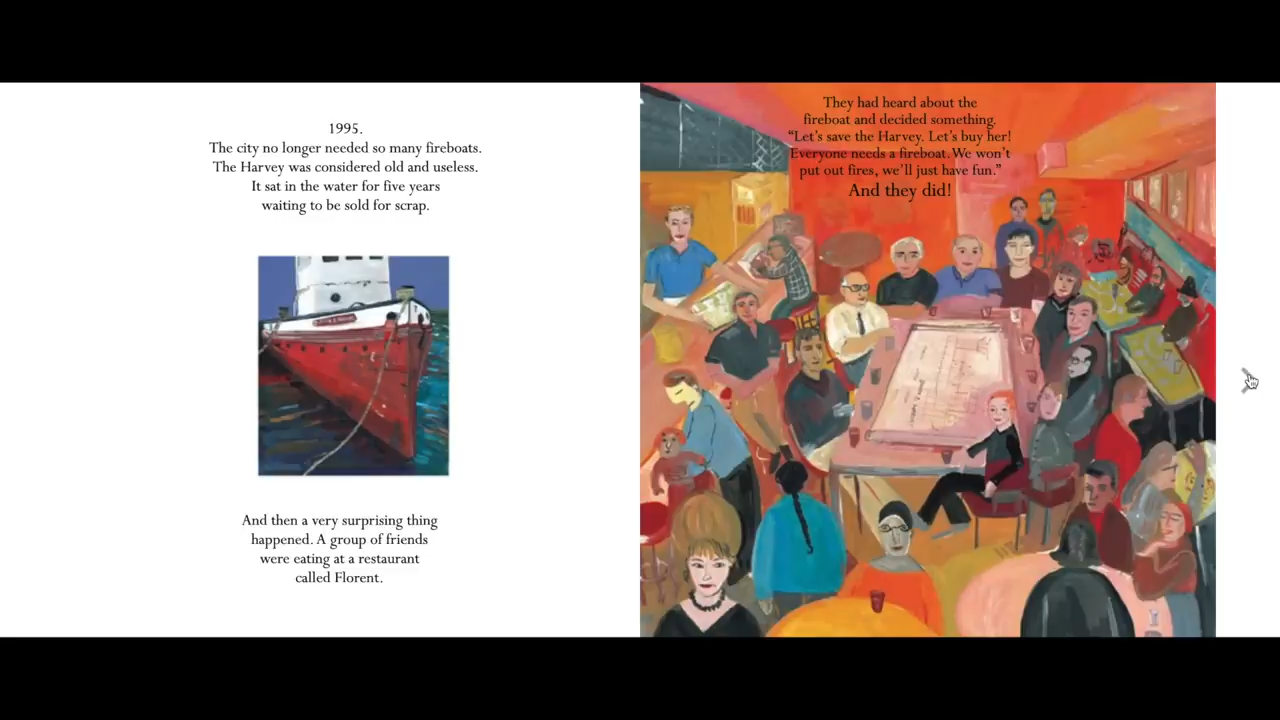 1995.
The city no longer needed so many fireboats.
The Harvey was considered old and useless.
It sat in the water for five years
waiting to be sold for scrap.
And then a very surprising thing
happened. A group of friends
were eating at a restaurant
called Florent.
They had heard about the
fireboat and decided something.
“Let’s save the Harvey. Let’s buy her!
Everyone needs a fireboat. We won’t
put out fires, we’ll just have fun.”
And they did!